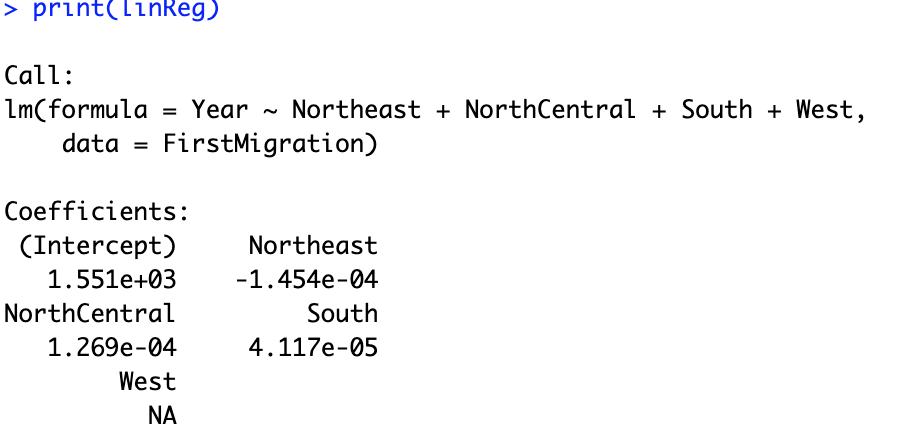 > print(linReg)
Call:
lm(formula = Year ~ Northeast + NorthCentral + South + West,
data = FirstMigration)
Coefficients:
(Intercept) Northeast
1.551e+03 -1.454e-04
NorthCentral South
1.269e-04 4.117e-05
West
NA